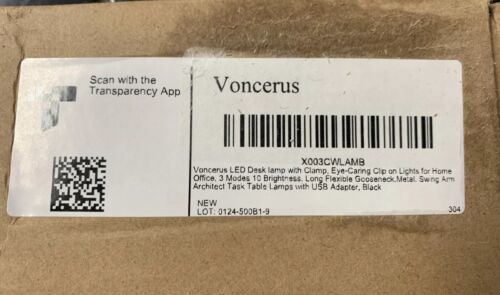 Scan with the
Transparency App
Voncerus
X003CWLAMB
Voncerus LED Desk lamp with Clamp, Eye-Caring Clip on Lights for Home
Office, 3 Modes 10 Brightness, Long Flexible Gooseneck,Metal, Swing Arm
Architect Task Table Lamps with USB Adapter, Black
NEW
LOT: 0124-500B1-9
304